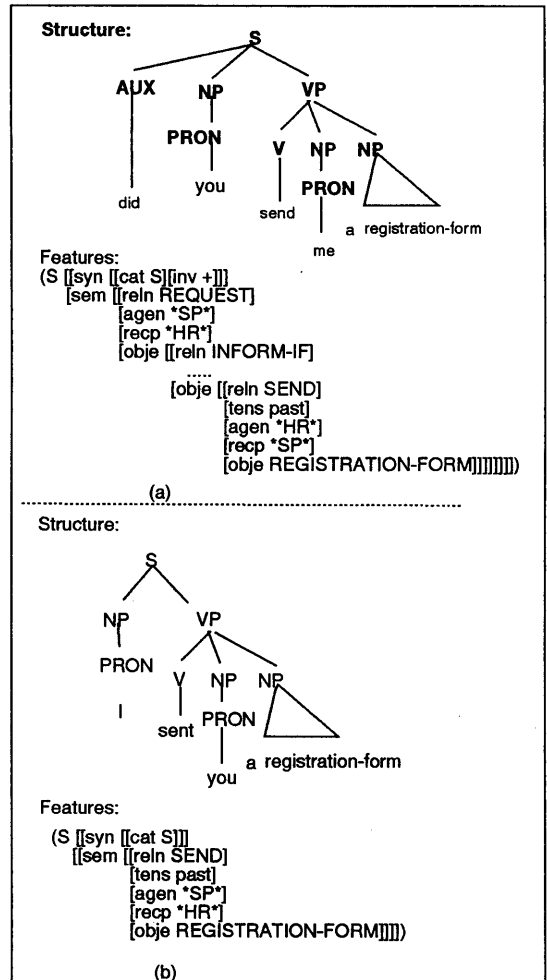 Structure:
S
AUX NP VP
PRON V NP NP
did you send PRON a registration-form
me
Features:
(S [[syn [[cat S][inv +]]]
[sem [[reln REQUEST]
[agen *SP*]
[recp *HR*]
[obje [[reln INFORM-IF]
.....
[obje [[reln SEND]
[tens past]
[agen *HR*]
[recp *SP*]
[obje REGISTRATION-FORM]]]]]]]])
(a)
Structure:
S
NP VP
PRON V NP NP
I sent PRON
you a registration-form
Features:
(S [[syn [[cat S]]]
[[sem [[reln SEND]
[tens past]
[agen *SP*]
[recp *HR*]
[obje REGISTRATION-FORM]]]]])
(b)